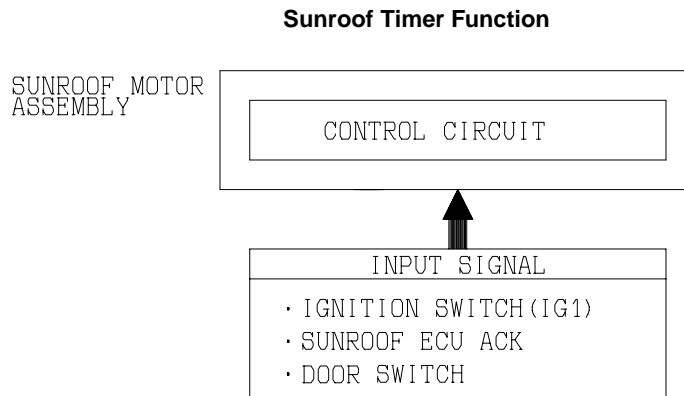 Sunroof Timer Function
SUNROOF MOTOR
ASSEMBLY
CONTROL CIRCUIT
INPUT SIGNAL
· IGNITION SWITCH(IG1)
· SUNROOF ECU ACK
· DOOR SWITCH